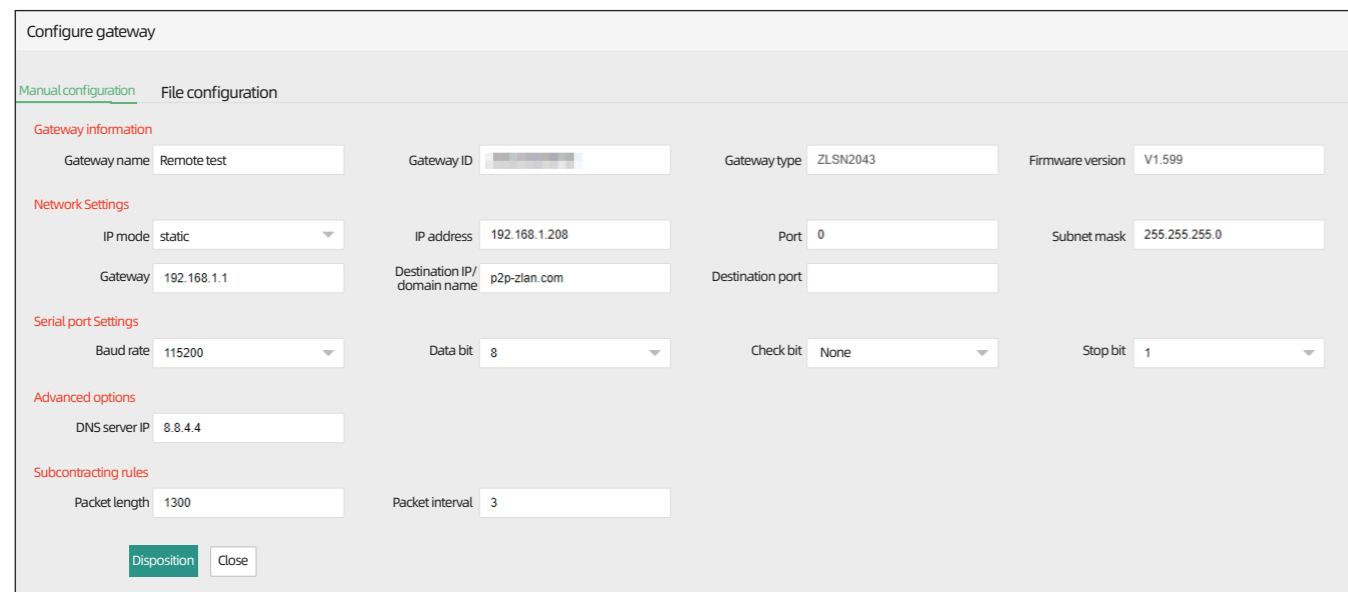 Configure gateway
Manual configuration File configuration
Gateway information
Gateway name Remote test Gateway ID Gateway type ZLSN2043 Firmware version V1.599
Network Settings
IP mode static IP address 192.168.1.208 Port 0 Subnet mask 255.255.255.0
Gateway 192.168.1.1 Destination IP/
domain name p2p-zlan.com Destination port
Serial port Settings
Baud rate 115200 Data bit 8 Check bit None Stop bit 1
Advanced options
DNS server IP 8.8.4.4
Subcontracting rules
Packet length 1300 Packet interval 3
Disposition Close